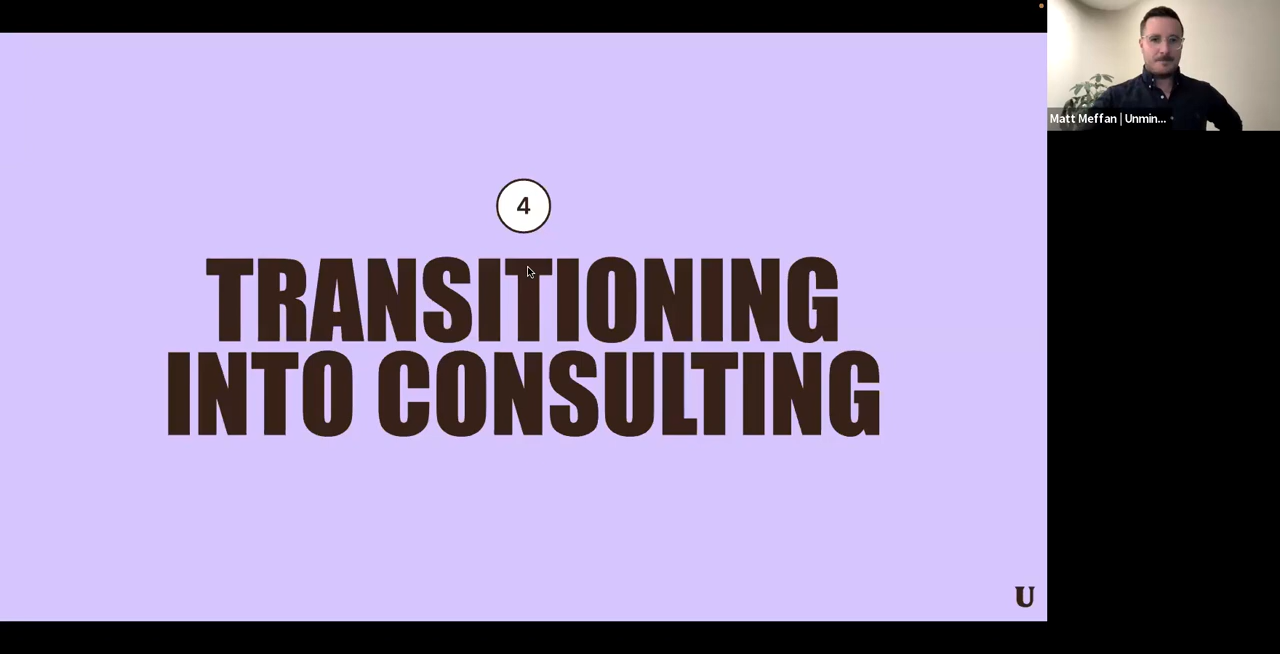 4
TRANSITIONING
INTO CONSULTING
U
Matt Meffan | Unmin...